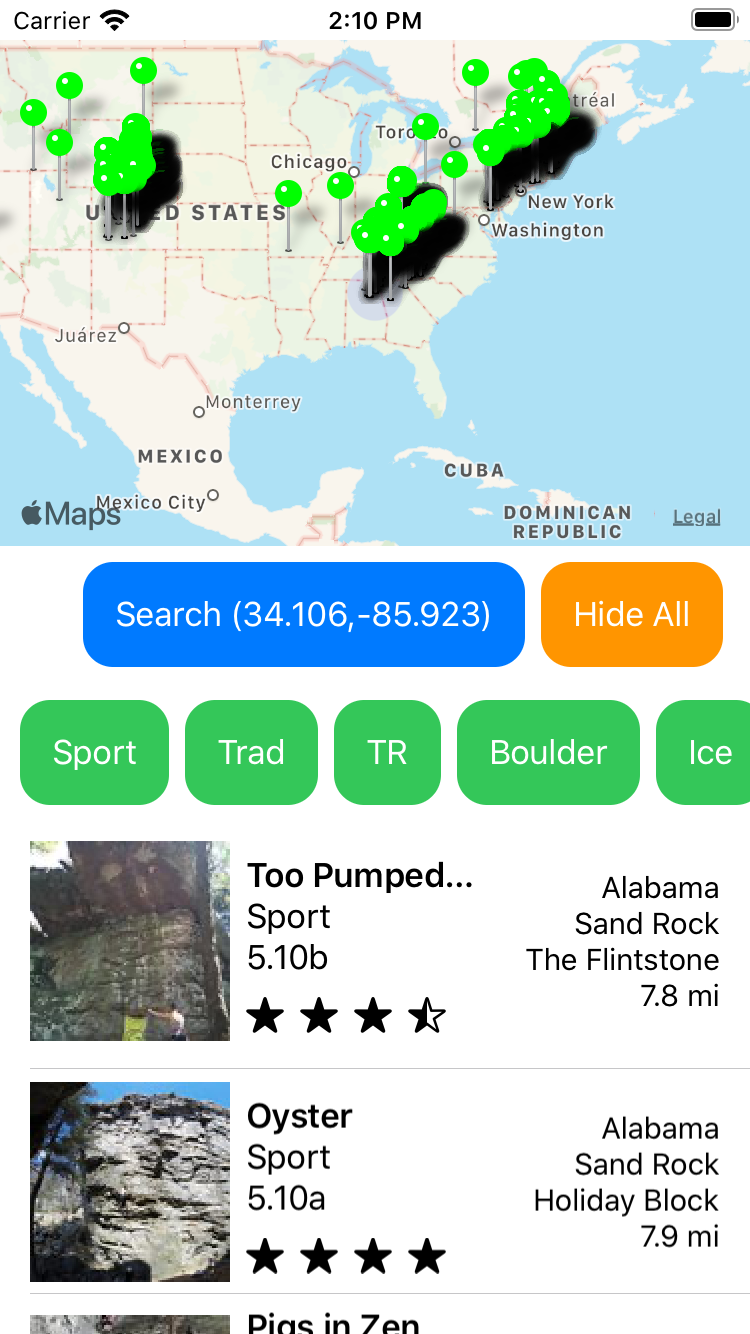 Carrier 2:10 PM
Toro to
tréal
Chicago
U ED STATES
New York
Washington
Juárez
Monterrey
MEXICO
CUBA
Mexico City
Maps
DOMINICAN
REPUBLIC
Legal
Search (34.106,-85.923)
Hide All
Sport
Trad
TR
Boulder
Ice
Too Pumped...
Sport
5.10b
Alabama
Sand Rock
The Flintstone
7.8 mi
Oyster
Sport
5.10a
Alabama
Sand Rock
Holiday Block
7.9 mi
Pigs in Zen